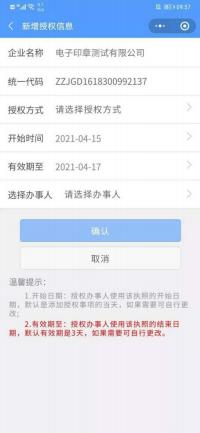 09:57
新增授权信息
企业名称 电子印章测试有限公司
统一代码 ZZJGD1618300992137
授权方式 请选择授权方式
开始时间 2021-04-15
有效期至 2021-04-17
选择办事人 请选择办事人
确认
取消
温馨提示：
1.开始日期：授权办事人使用该执照的开始日
期，默认是添加授权事项的当天，如果需要可自行更
改；
2.有效期至：授权办事人使用该执照的结束日
期，默认有效期是3天，如果需要可自行更改。